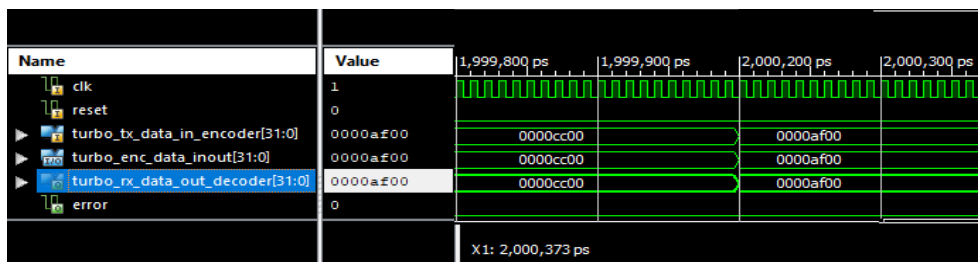 Name Value 1,999,800 ps 1,999,900 ps 2,000,200 ps 2,000,300 ps
clk 1
reset 0
turbo_tx_data_in_encoder[31:0] 0000af00 0000cc00 0000af00
turbo_enc_data_inout[31:0] 0000af00 0000cc00 0000af00
turbo_rx_data_out_decoder[31:0] 0000af00 0000cc00 0000af00
error 0
X1: 2,000,373 ps